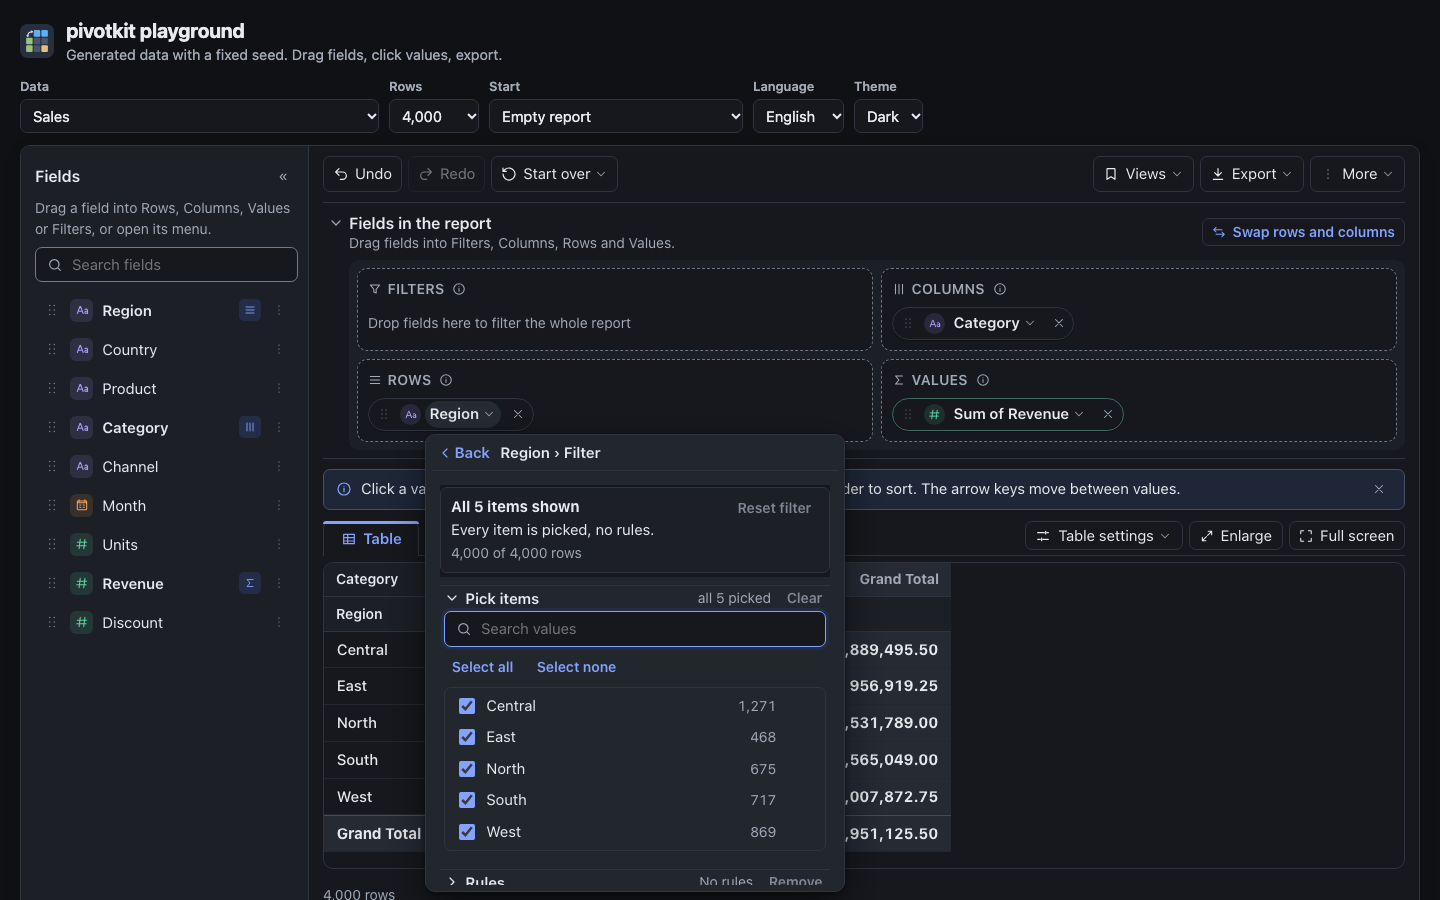 pivotkit playground
Generated data with a fixed seed. Drag fields, click values, export.
Data
Rows
Start
Language
Theme
Sales
4,000
Empty report
English
Dark
Fields
«
Drag a field into Rows, Columns, Values
or Filters, or open its menu.
Search fields
Aa Region
Aa Country
Aa Product
Aa Category
Aa Channel
Month
# Units
# Revenue Σ
# Discount
Undo
Redo
Start over
Views
Export
More
Fields in the report
Drag fields into Filters, Columns, Rows and Values.
Swap rows and columns
FILTERS
Drop fields here to filter the whole report
COLUMNS
Aa Category
ROWS
Aa Region
Σ VALUES
# Sum of Revenue
Back Region › Filter
All 5 items shown
Reset filter
Every item is picked, no rules.
4,000 of 4,000 rows
Pick items
all 5 picked
Clear
Search values
Select all
Select none
Central 1,271
East 468
North 675
South 717
West 869
Rules
No rules
Remove
Click a va
der to sort. The arrow keys move between values.
Table
Table settings
Enlarge
Full screen
Category
Grand Total
Region
Central ,889,495.50
East 956,919.25
North ,531,789.00
South ,565,049.00
West ,007,872.75
Grand Total ,951,125.50
4,000 rows